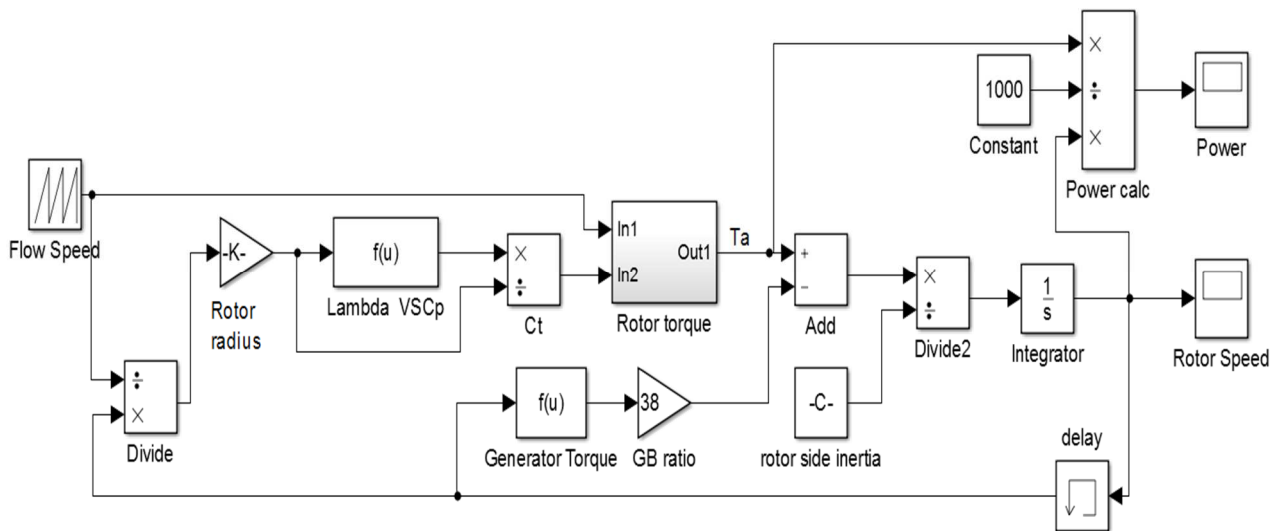 ×
÷
×
1000
Constant
Power calc
Power
Flow Speed
-K-
Rotor
radius
f(u)
Lambda VSCp
×
÷
Ct
In1
In2
Out1
Rotor torque
Ta
+
−
Add
×
÷
Divide2
1
s
Integrator
Rotor Speed
÷
×
Divide
f(u)
Generator Torque
38
GB ratio
-C-
rotor side inertia
delay